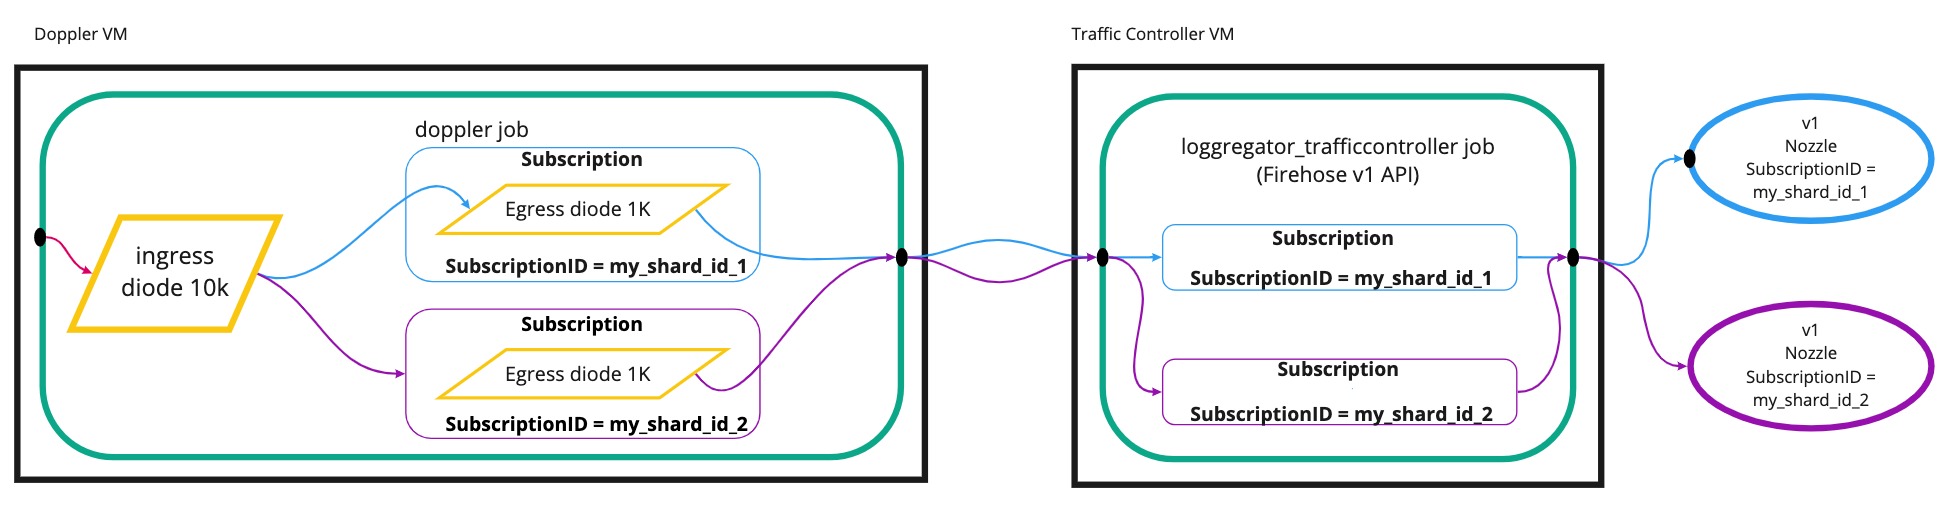 Doppler VM
Traffic Controller VM
doppler job
Subscription
Egress diode 1K
SubscriptionID = my_shard_id_1
ingress
diode 10k
Subscription
Egress diode 1K
SubscriptionID = my_shard_id_2
loggregator_trafficcontroller job
(Firehose v1 API)
Subscription
SubscriptionID = my_shard_id_1
Subscription
SubscriptionID = my_shard_id_2
v1
Nozzle
SubscriptionID =
my_shard_id_1
v1
Nozzle
SubscriptionID =
my_shard_id_2